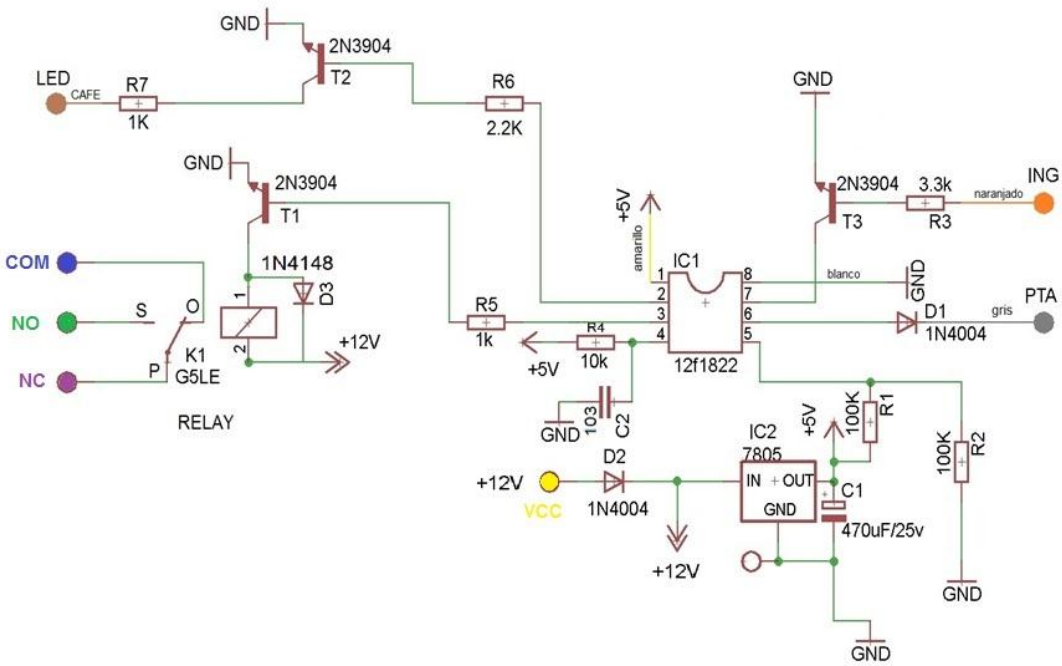 GND
2N3904
T2
LED
CAFE
R7
1K
R6
2.2K
GND
GND
2N3904
T1
2N3904
T3
3.3k
R3
naranjado
ING
+5V
amarillo
IC1
1
2
3
4
8
7
6
5
12f1822
blanco
GND
D1
1N4004
gris
PTA
COM
NO
NC
S
O
P
K1
G5LE
RELAY
1N4148
D3
1
2
+12V
R5
1k
R4
10k
+5V
GND
103
C2
100K
R1
+5V
100K
R2
IC2
7805
IN
OUT
GND
C1
470uF/25v
+12V
VCC
D2
1N4004
+12V
GND
GND